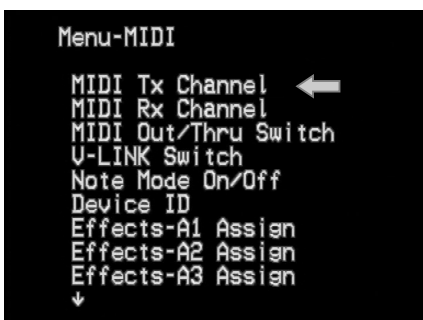 Menu-MIDI
MIDI Tx Channel
MIDI Rx Channel
MIDI Out/Thru Switch
V-LINK Switch
Note Mode On/Off
Device ID
Effects-A1 Assign
Effects-A2 Assign
Effects-A3 Assign